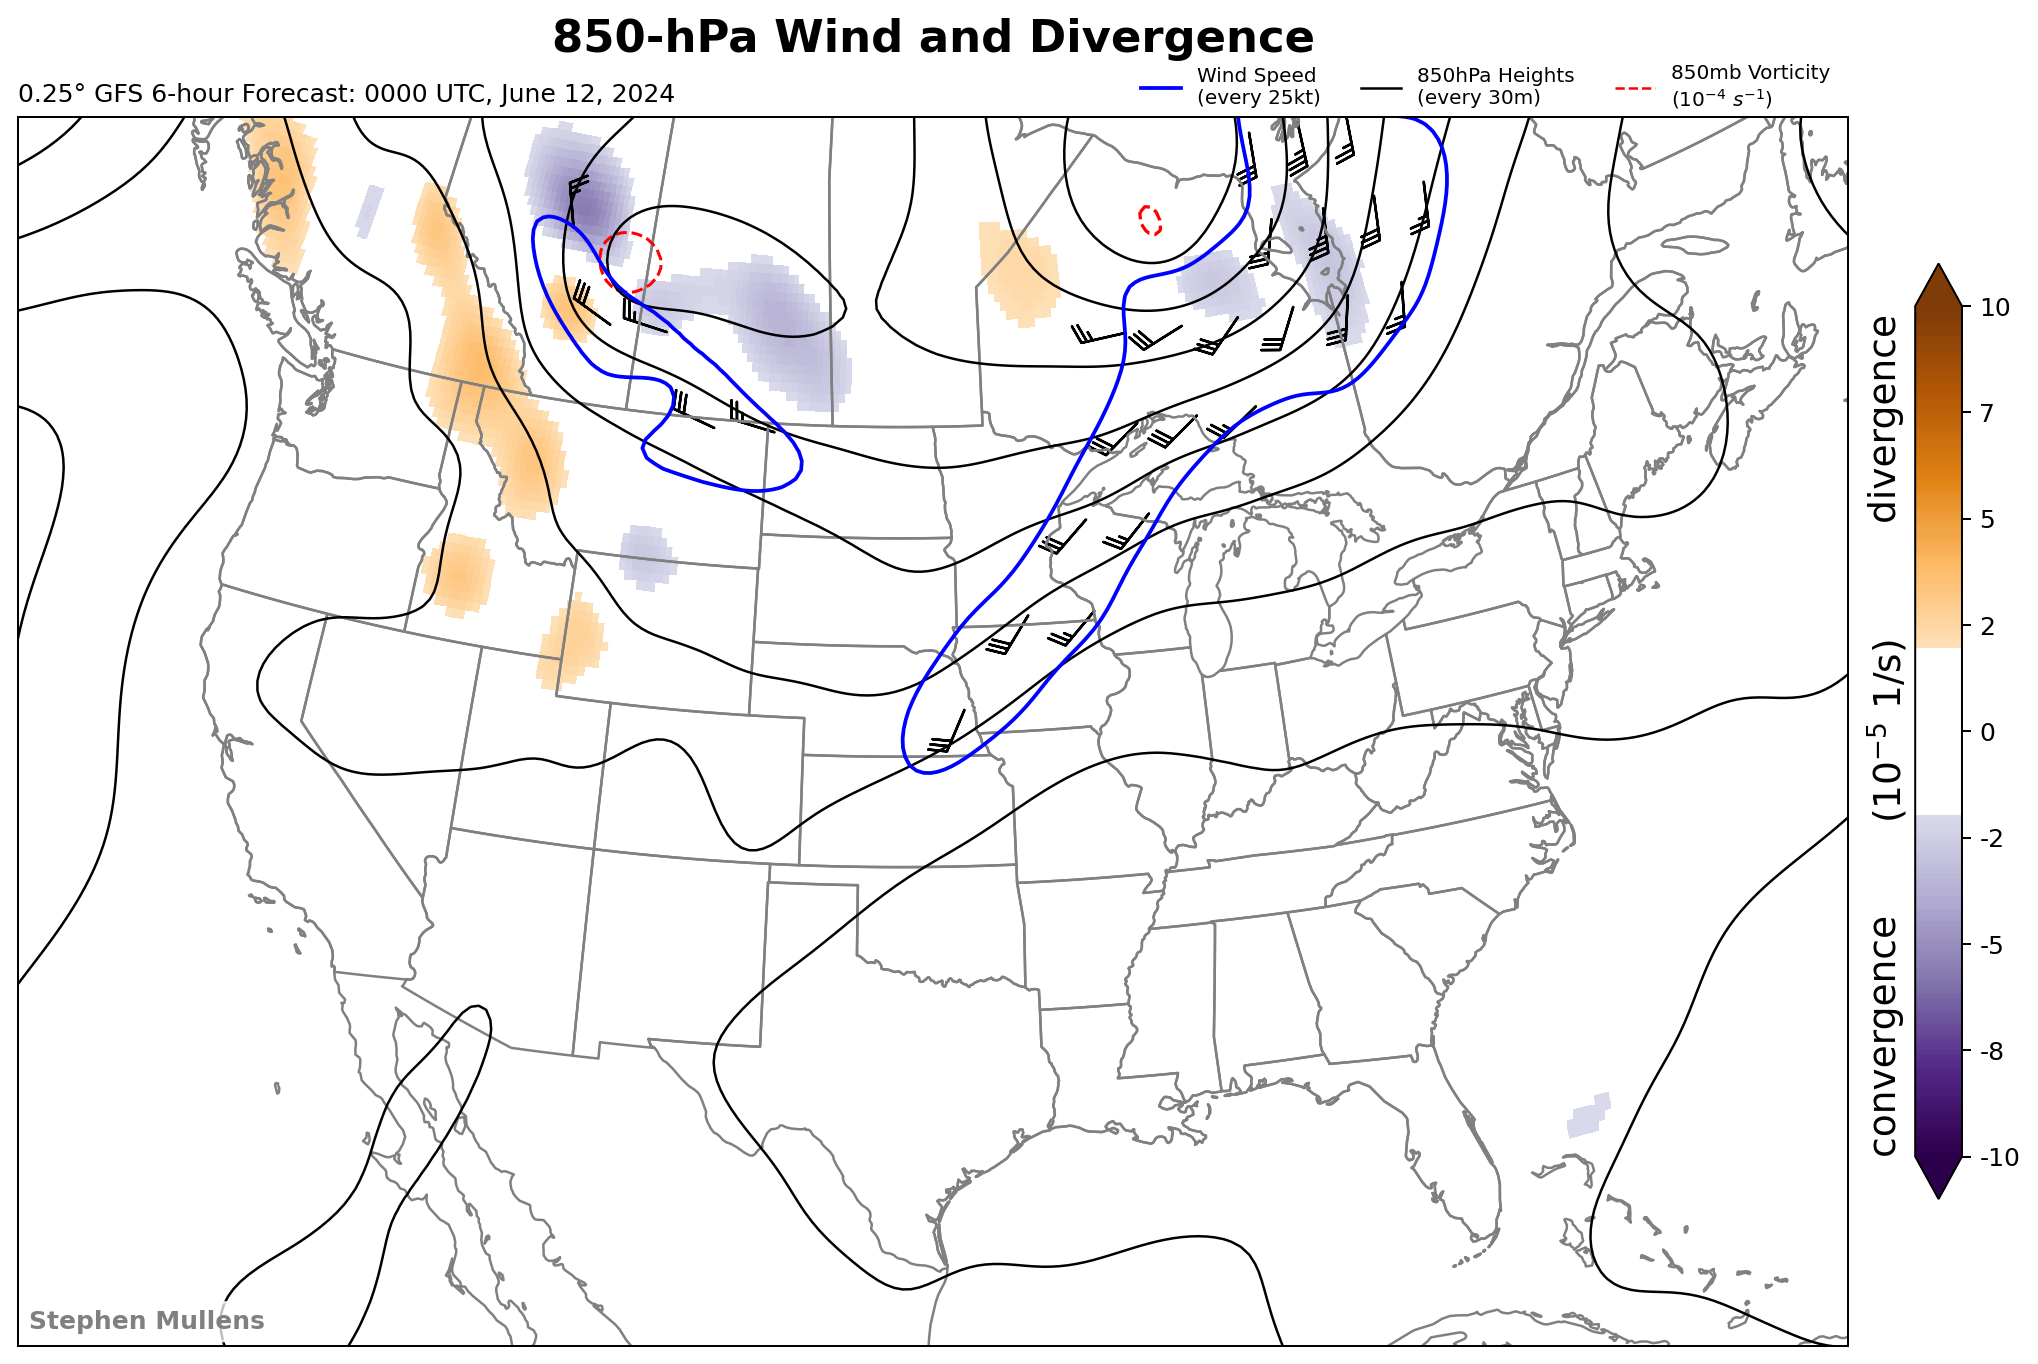 850-hPa Wind and Divergence
0.25° GFS 6-hour Forecast: 0000 UTC, June 12, 2024
Wind Speed
(every 25kt)
850hPa Heights
(every 30m)
850mb Vorticity
(10⁻⁴ s⁻¹)
10
7
5
2
0
-2
-5
-8
-10
convergence (10⁻⁵ 1/s) divergence
Stephen Mullens